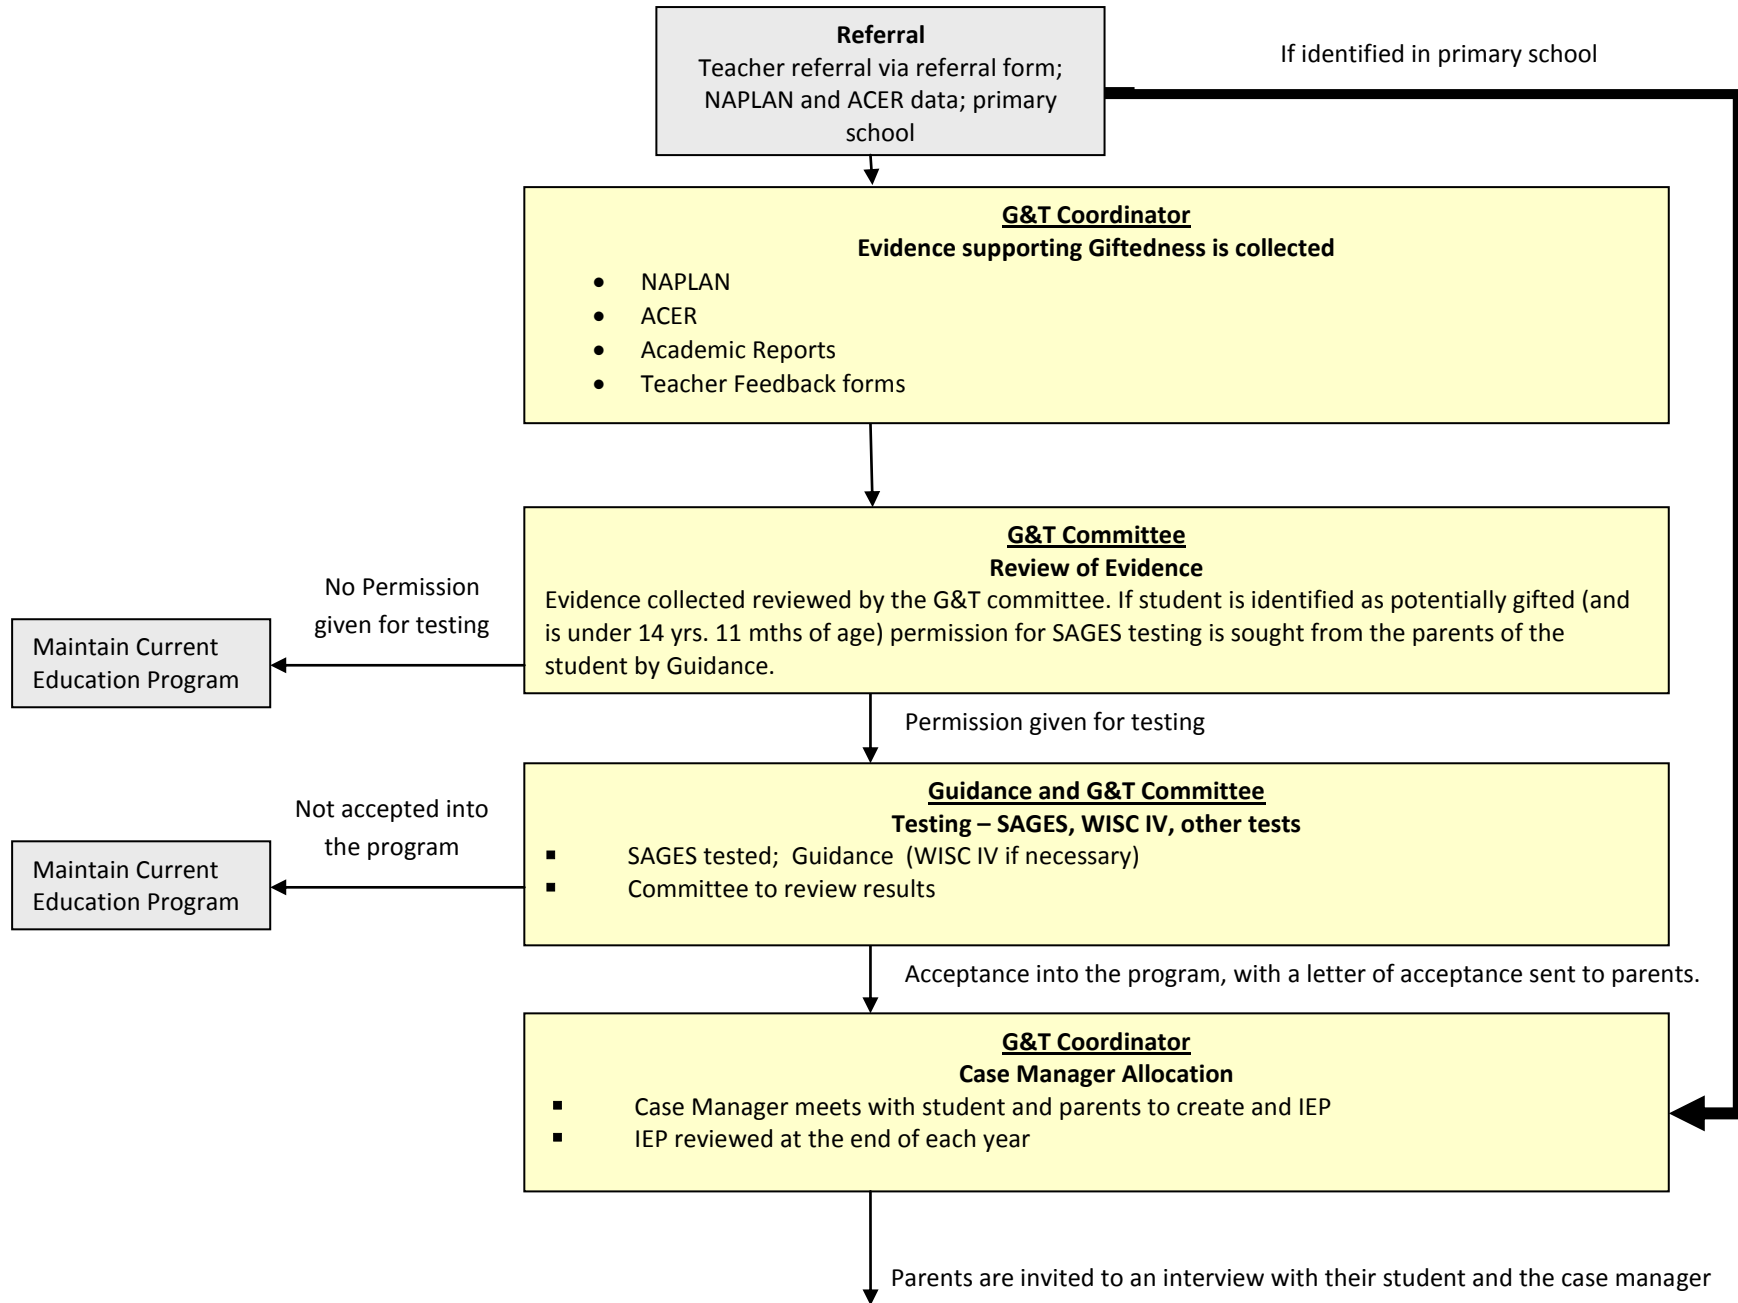 Referral
Teacher referral via referral form;
NAPLAN and ACER data; primary
school
If identified in primary school
G&T Coordinator
Evidence supporting Giftedness is collected
• NAPLAN
• ACER
• Academic Reports
• Teacher Feedback forms
G&T Committee
Review of Evidence
Evidence collected reviewed by the G&T committee. If student is identified as potentially gifted (and
is under 14 yrs. 11 mths of age) permission for SAGES testing is sought from the parents of the
student by Guidance.
No Permission
given for testing
Maintain Current
Education Program
Permission given for testing
Guidance and G&T Committee
Testing – SAGES, WISC IV, other tests
▪ SAGES tested; Guidance (WISC IV if necessary)
▪ Committee to review results
Not accepted into
the program
Maintain Current
Education Program
Acceptance into the program, with a letter of acceptance sent to parents.
G&T Coordinator
Case Manager Allocation
▪ Case Manager meets with student and parents to create and IEP
▪ IEP reviewed at the end of each year
Parents are invited to an interview with their student and the case manager